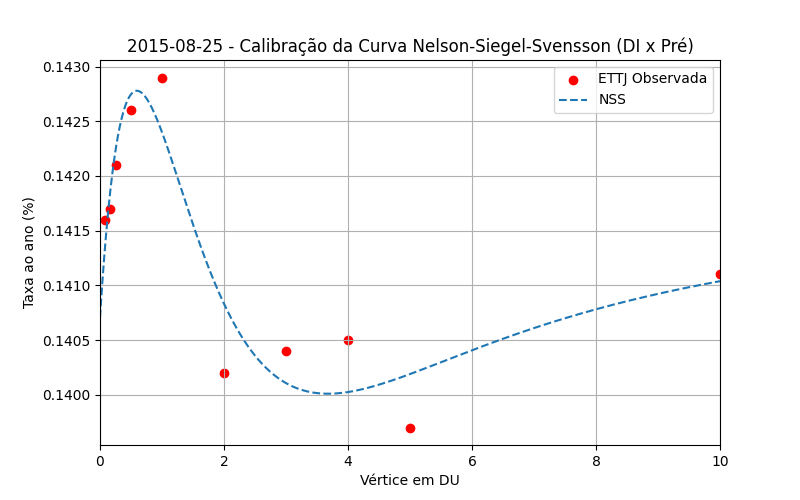 2015-08-25 - Calibração da Curva Nelson-Siegel-Svensson (DI x Pré)
ETTJ Observada
NSS
Taxa ao ano (%)
0.1430
0.1425
0.1420
0.1415
0.1410
0.1405
0.1400
0 2 4 6 8 10
Vértice em DU